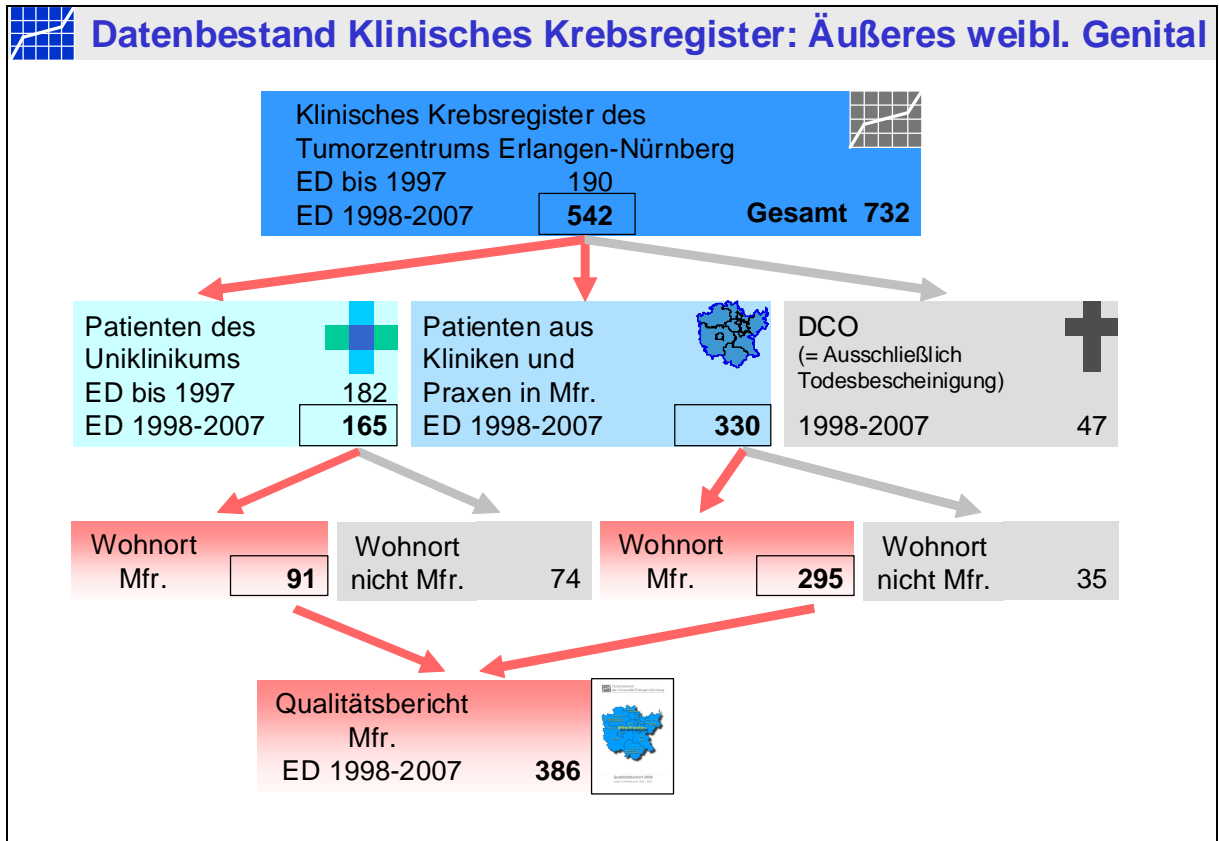 Datenbestand Klinisches Krebsregister: Äußeres weibl. Genital
Klinisches Krebsregister des
Tumorzentrums Erlangen-Nürnberg
ED bis 1997 190
ED 1998-2007 542 Gesamt 732
Patienten des
Uniklinikums
ED bis 1997 182
ED 1998-2007 165
Patienten aus
Kliniken und
Praxen in Mfr.
ED 1998-2007 330
DCO
(= Ausschließlich
Todesbescheinigung)
1998-2007 47
Wohnort
Mfr. 91
Wohnort
nicht Mfr. 74
Wohnort
Mfr. 295
Wohnort
nicht Mfr. 35
Qualitätsbericht
Mfr.
ED 1998-2007 386